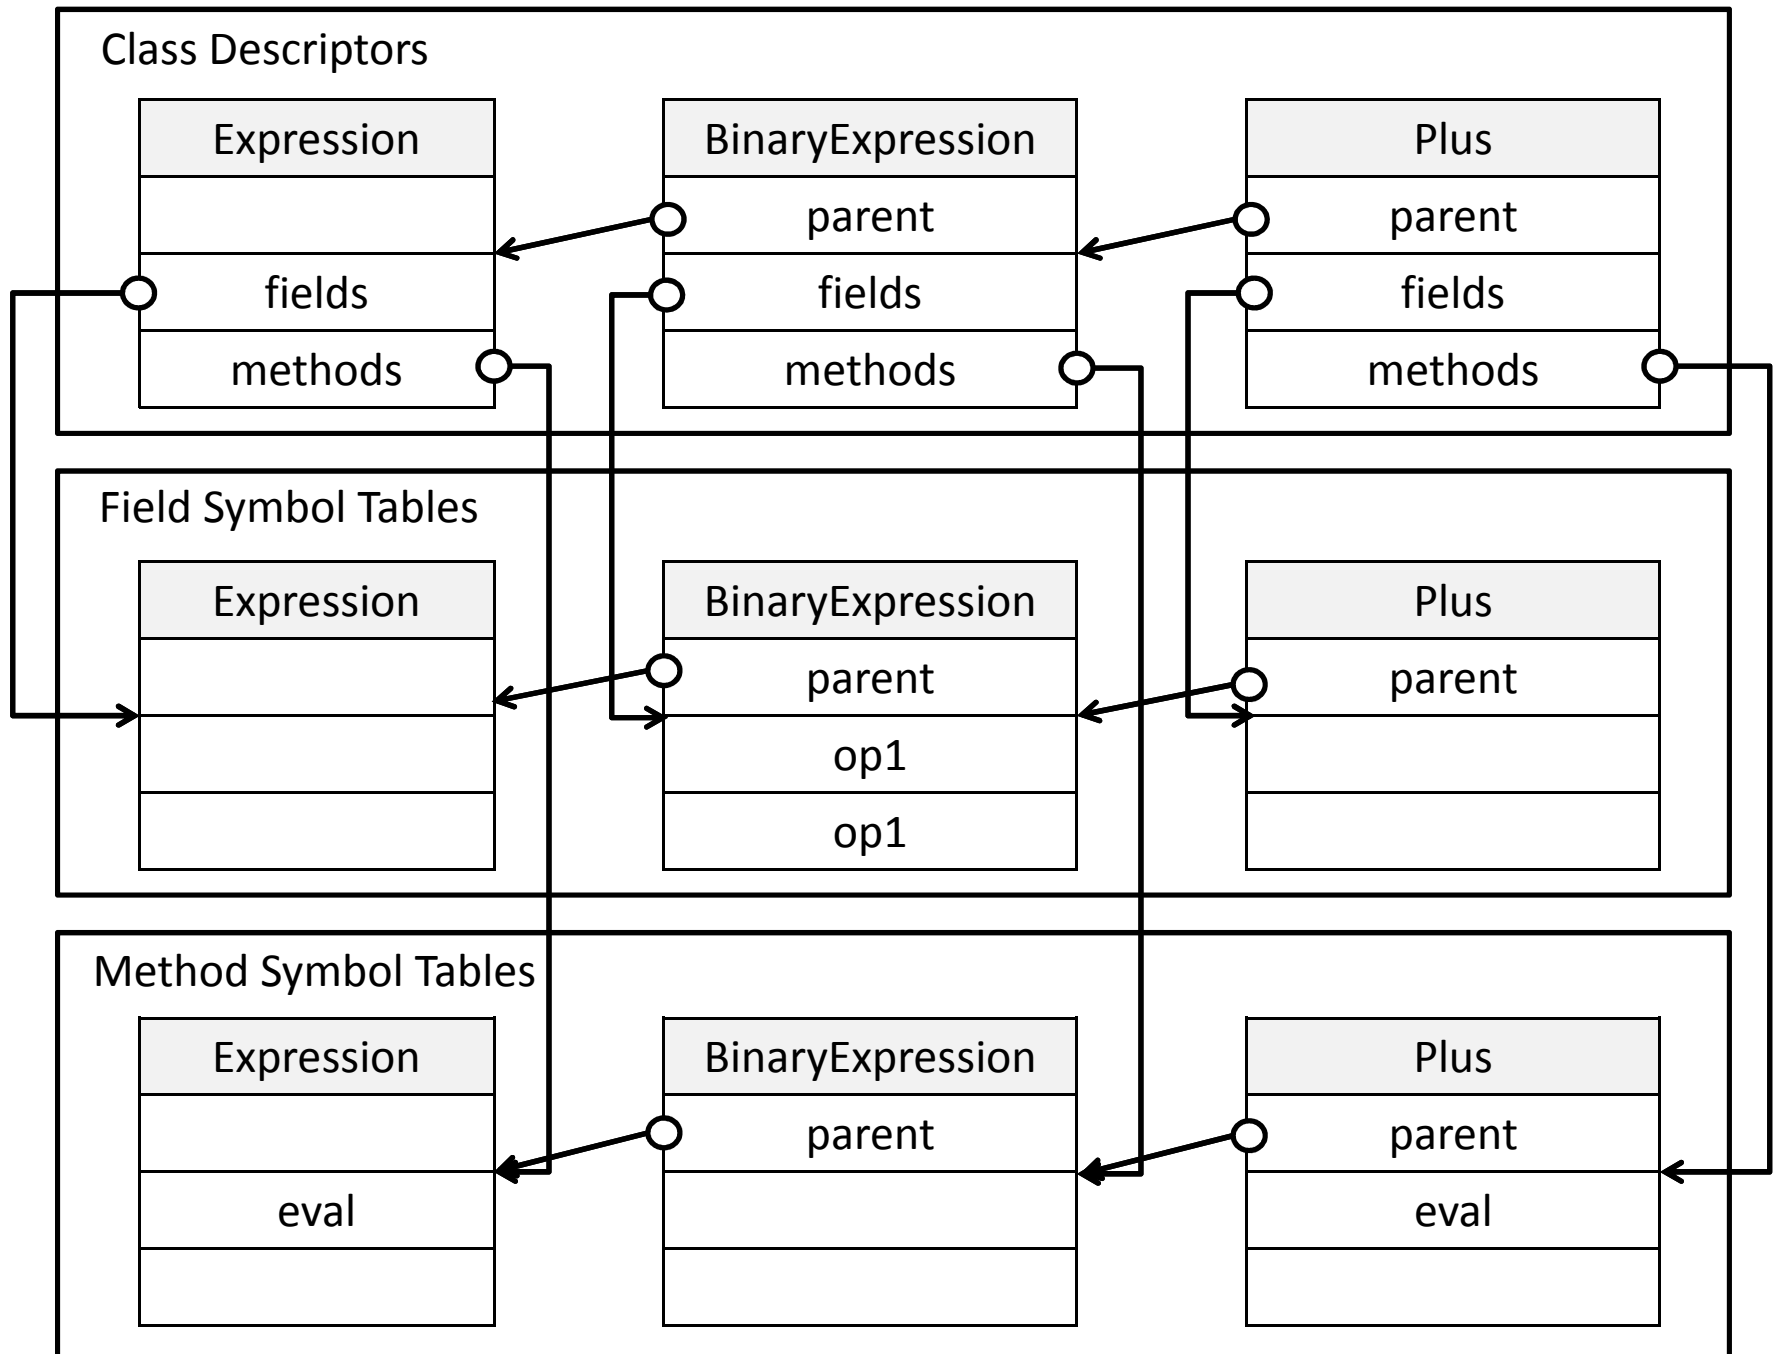 Class Descriptors
Expression BinaryExpression Plus
parent parent
fields fields fields
methods methods methods
Field Symbol Tables
Expression BinaryExpression Plus
parent parent
op1
op1
Method Symbol Tables
Expression BinaryExpression Plus
parent parent
eval eval